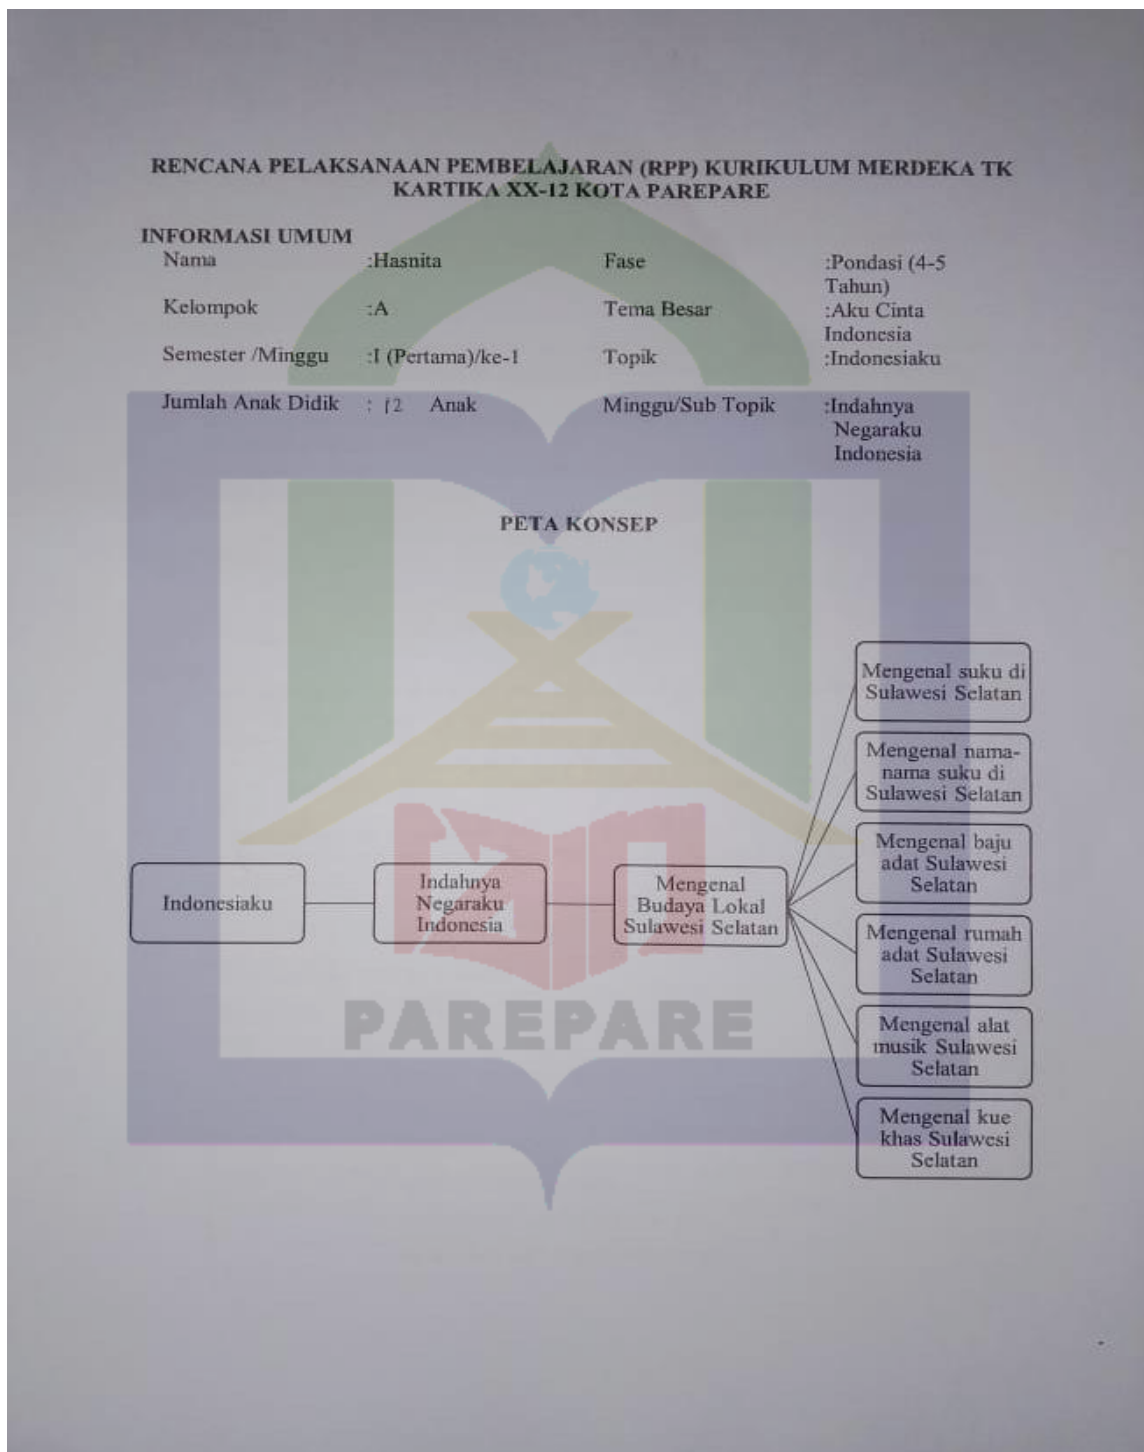 RENCANA PELAKSANAAN PEMBELAJARAN (RPP) KURIKULUM MERDEKA TK
KARTIKA XX-12 KOTA PAREPARE
INFORMASI UMUM
Nama :Hasnita Fase :Pondasi (4-5
Tahun)
Kelompok :A Tema Besar :Aku Cinta
Indonesia
Semester /Minggu :I (Pertama)/ke-1 Topik :Indonesiaku
Jumlah Anak Didik : 12 Anak Minggu/Sub Topik :Indahnya
Negaraku
Indonesia
PETA KONSEP
Indonesiaku
Indahnya
Negaraku
Indonesia
Mengenal
Budaya Lokal
Sulawesi Selatan
Mengenal suku di
Sulawesi Selatan
Mengenal nama-
nama suku di
Sulawesi Selatan
Mengenal baju
adat Sulawesi
Selatan
Mengenal rumah
adat Sulawesi
Selatan
Mengenal alat
musik Sulawesi
Selatan
Mengenal kue
khas Sulawesi
Selatan
PAREPARE